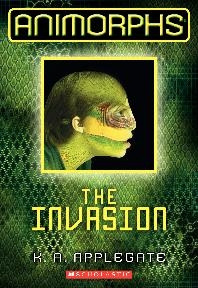 ANIMORPHS
THE
INVASION
K. A. APPLEGATE
SCHOLASTIC